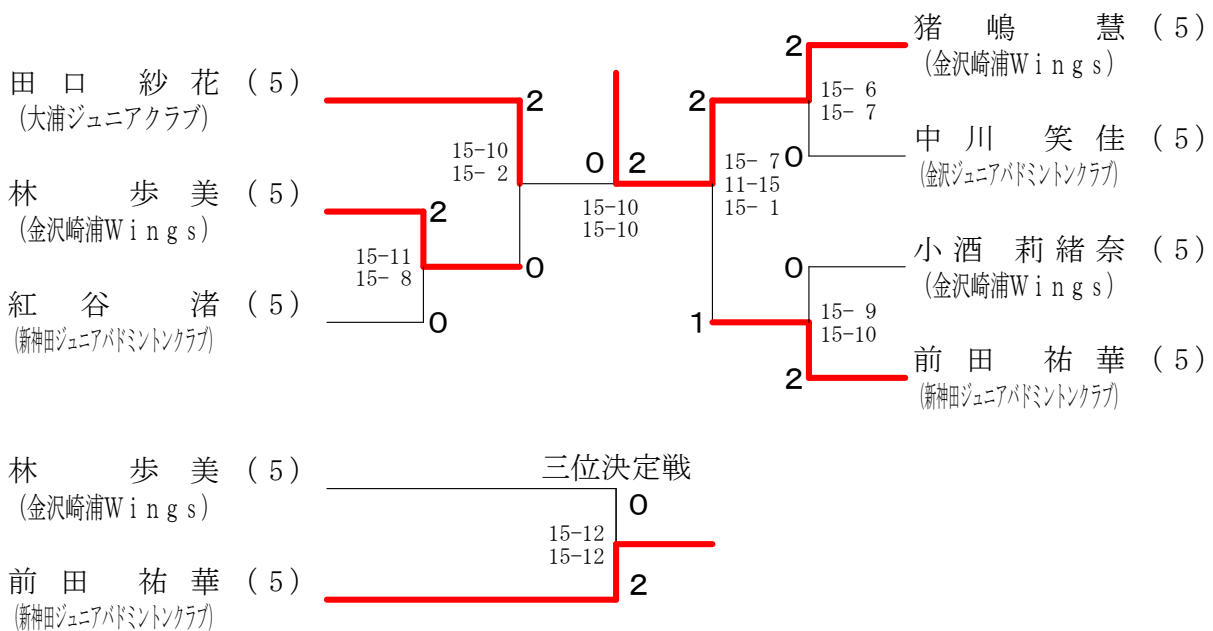 田 口　紗 花 (5)
(大浦ジュニアクラブ)
林　　歩 美 (5)
(金沢崎浦Ｗｉｎｇｓ)
紅 谷　　渚 (5)
(新神田ジュニアバドミントンクラブ)
2
15-10
15- 2
2
15-11
15- 8
0
0
0
2
15-10
15-10
2
15- 7
11-15
15- 1
1
2
15- 6
15- 7
0
0
15- 9
15-10
2
猪 嶋　　慧 (5)
(金沢崎浦Ｗｉｎｇｓ)
中 川　笑 佳 (5)
(金沢ジュニアバドミントンクラブ)
小 酒　莉 緒 奈 (5)
(金沢崎浦Ｗｉｎｇｓ)
前 田　祐 華 (5)
(新神田ジュニアバドミントンクラブ)
三位決定戦
林　　歩 美 (5)
(金沢崎浦Ｗｉｎｇｓ)
0
15-12
15-12
2
前 田　祐 華 (5)
(新神田ジュニアバドミントンクラブ)